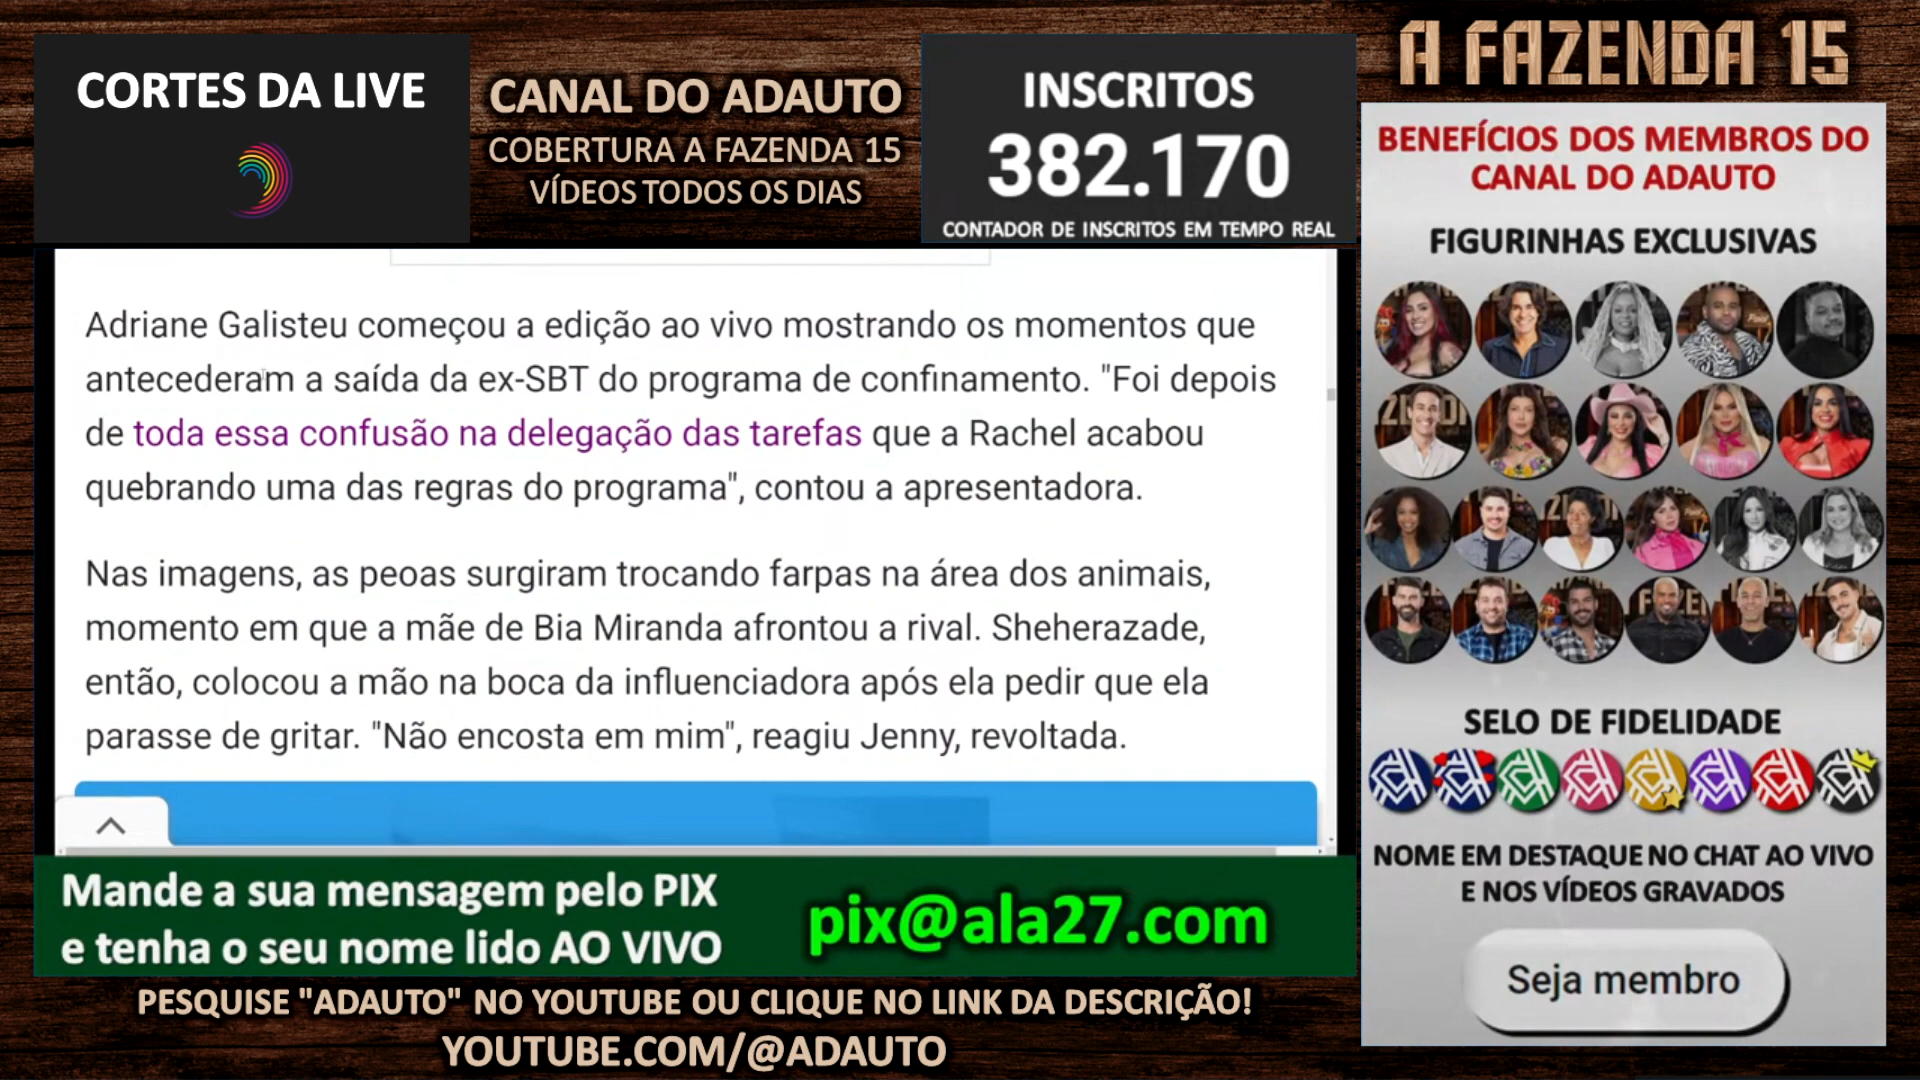 CORTES DA LIVE
CANAL DO ADAUTO
COBERTURA A FAZENDA 15
VÍDEOS TODOS OS DIAS
INSCRITOS
382.170
CONTADOR DE INSCRITOS EM TEMPO REAL
A FAZENDA 15
BENEFÍCIOS DOS MEMBROS DO
CANAL DO ADAUTO
FIGURINHAS EXCLUSIVAS
SELO DE FIDELIDADE
NOME EM DESTAQUE NO CHAT AO VIVO
E NOS VÍDEOS GRAVADOS
Seja membro
Adriane Galisteu começou a edição ao vivo mostrando os momentos que
antecederam a saída da ex-SBT do programa de confinamento. "Foi depois
de toda essa confusão na delegação das tarefas que a Rachel acabou
quebrando uma das regras do programa", contou a apresentadora.
Nas imagens, as peoas surgiram trocando farpas na área dos animais,
momento em que a mãe de Bia Miranda afrontou a rival. Sheherazade,
então, colocou a mão na boca da influenciadora após ela pedir que ela
parasse de gritar. "Não encosta em mim", reagiu Jenny, revoltada.
Mande a sua mensagem pelo PIX
e tenha o seu nome lido AO VIVO
pix@ala27.com
PESQUISE "ADAUTO" NO YOUTUBE OU CLIQUE NO LINK DA DESCRIÇÃO!
YOUTUBE.COM/@ADAUTO